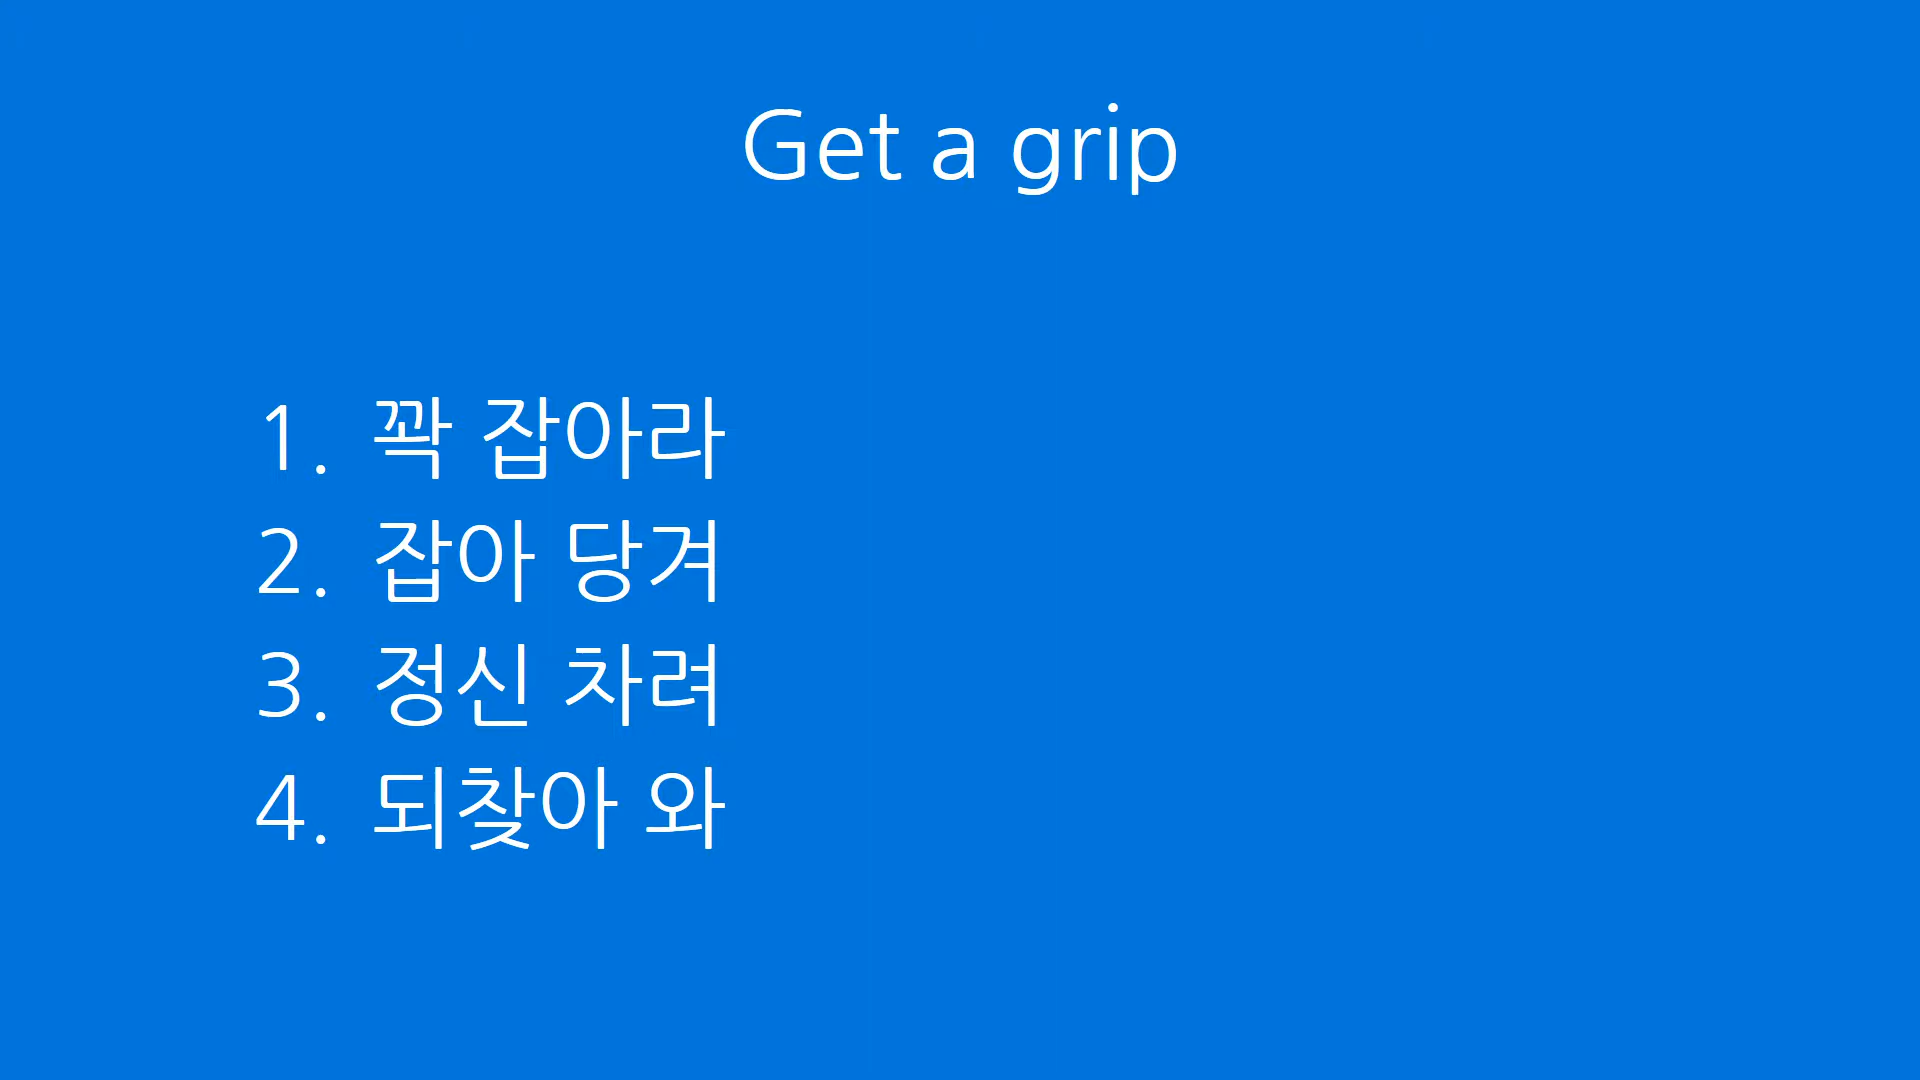 Get a grip
1. 꽉 잡아라
2. 잡아 당겨
3. 정신 차려
4. 되찾아 와